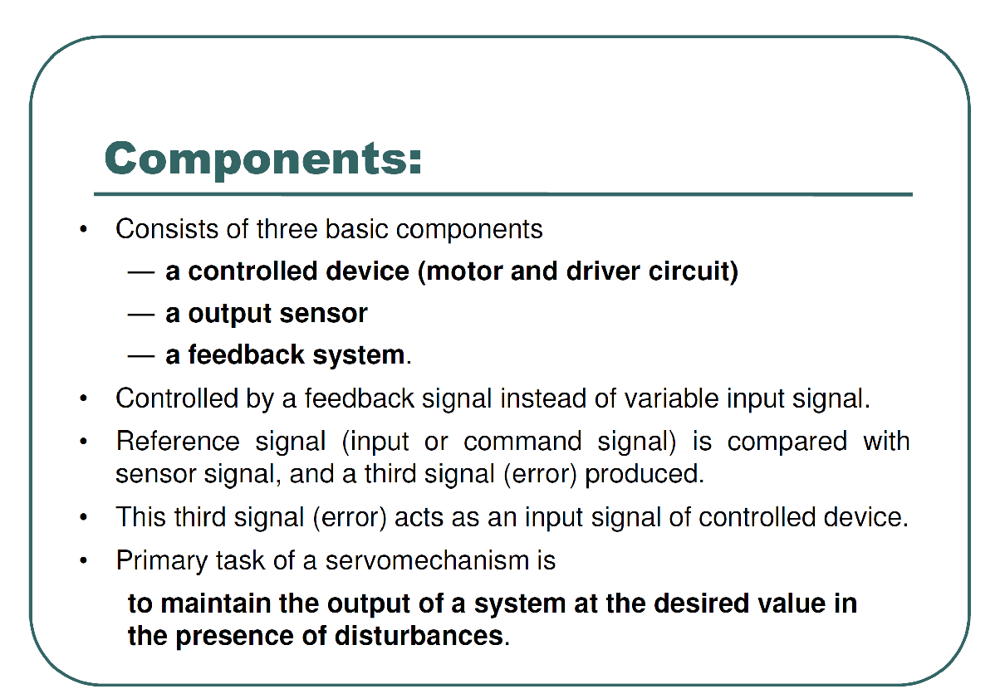 Components:
• Consists of three basic components
— a controlled device (motor and driver circuit)
— a output sensor
— a feedback system.
• Controlled by a feedback signal instead of variable input signal.
• Reference signal (input or command signal) is compared with
sensor signal, and a third signal (error) produced.
• This third signal (error) acts as an input signal of controlled device.
• Primary task of a servomechanism is
to maintain the output of a system at the desired value in
the presence of disturbances.